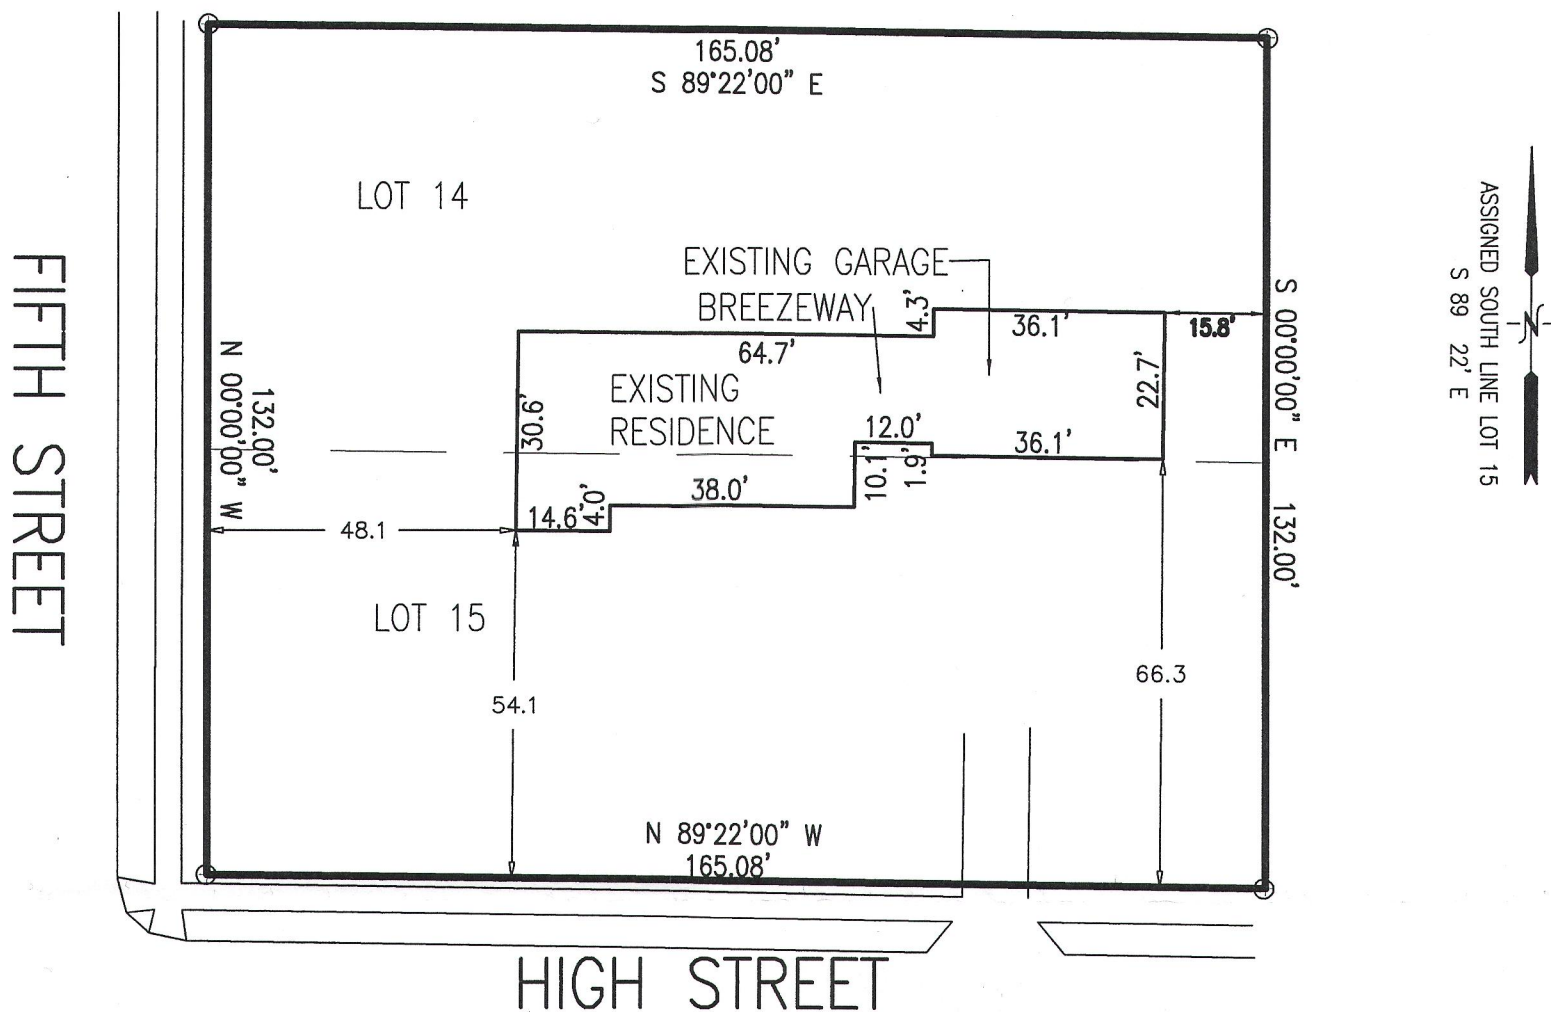 165.08'
S 89°22'00" E
LOT 14
EXISTING GARAGE
BREEZEWAY
4.3'
36.1'
15.8'
64.7'
22.7'
EXISTING
RESIDENCE
30.6'
12.0'
36.1'
10.1'
1.9'
38.0'
14.6'
4.0'
48.1
132.00'
N 00°00'00" W
S 00°00'00" E 132.00'
LOT 15
54.1
66.3
N 89°22'00" W
165.08'
FIFTH STREET
HIGH STREET
N
ASSIGNED SOUTH LINE LOT 15
S 89 22' E